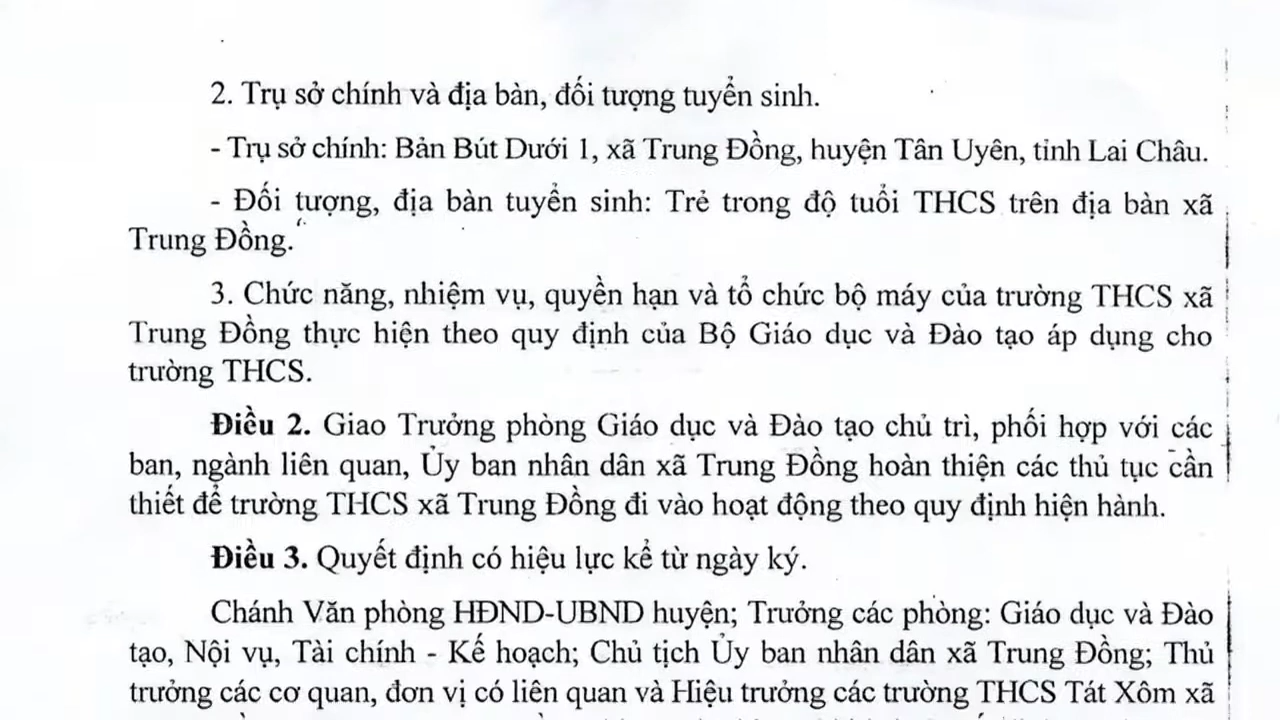 2. Trụ sở chính và địa bàn, đối tượng tuyển sinh.
- Trụ sở chính: Bản Bút Dưới 1, xã Trung Đồng, huyện Tân Uyên, tỉnh Lai Châu.
- Đối tượng, địa bàn tuyển sinh: Trẻ trong độ tuổi THCS trên địa bàn xã
Trung Đồng.
3. Chức năng, nhiệm vụ, quyền hạn và tổ chức bộ máy của trường THCS xã
Trung Đồng thực hiện theo quy định của Bộ Giáo dục và Đào tạo áp dụng cho
trường THCS.
Điều 2. Giao Trưởng phòng Giáo dục và Đào tạo chủ trì, phối hợp với các
ban, ngành liên quan, Ủy ban nhân dân xã Trung Đồng hoàn thiện các thủ tục cần
thiết để trường THCS xã Trung Đồng đi vào hoạt động theo quy định hiện hành.
Điều 3. Quyết định có hiệu lực kể từ ngày ký.
Chánh Văn phòng HĐND-UBND huyện; Trưởng các phòng: Giáo dục và Đào
tạo, Nội vụ, Tài chính - Kế hoạch; Chủ tịch Ủy ban nhân dân xã Trung Đồng; Thủ
trưởng các cơ quan, đơn vị có liên quan và Hiệu trưởng các trường THCS Tát Xôm xã